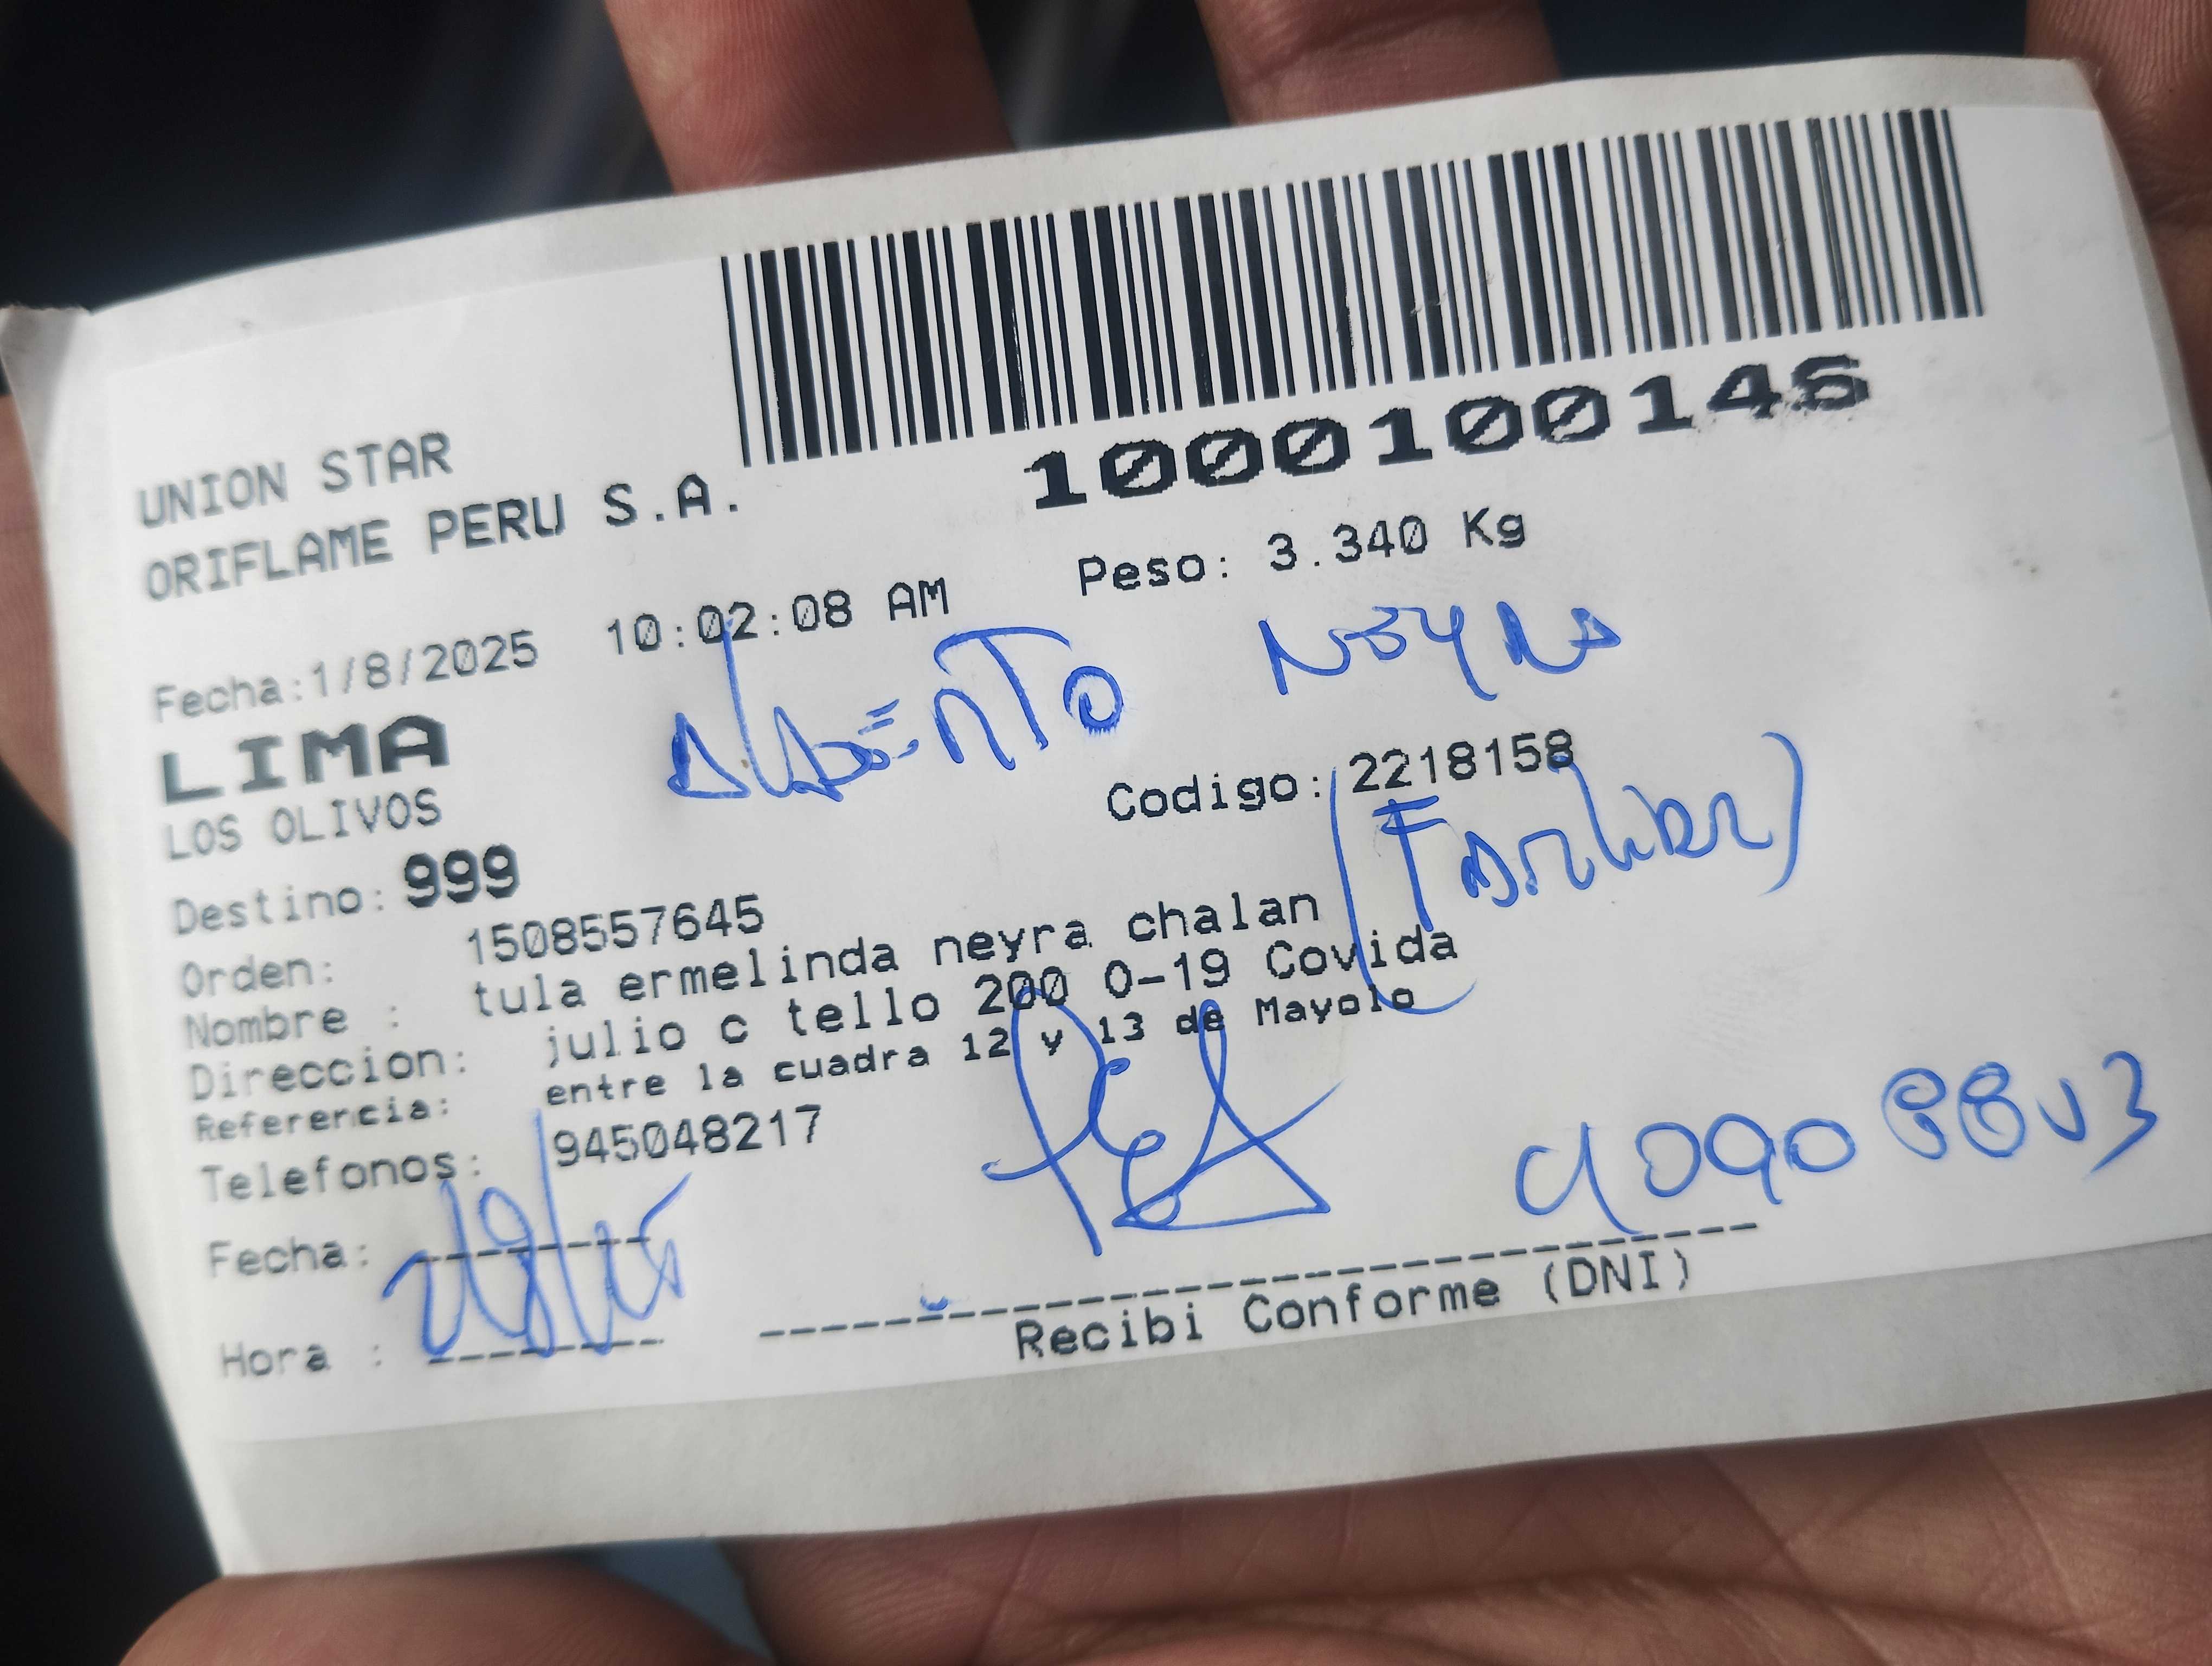 1000100146
UNION STAR
ORIFLAME PERU S.A.
Fecha:1/8/2025 10:02:08 AM Peso: 3.340 Kg
NEYRA
LIMA
LOS OLIVOS
Codigo: 2218158
(Familiar)
Destino: 999
Orden: 1508557645
Nombre : tula ermelinda neyra chalan
Direccion: julio c tello 200 O-19 Covida
Referencia: entre la cuadra 12 y 13 de Mayolo
Telefonos: 945048217
Fecha:
Hora :
Recibi Conforme (DNI)